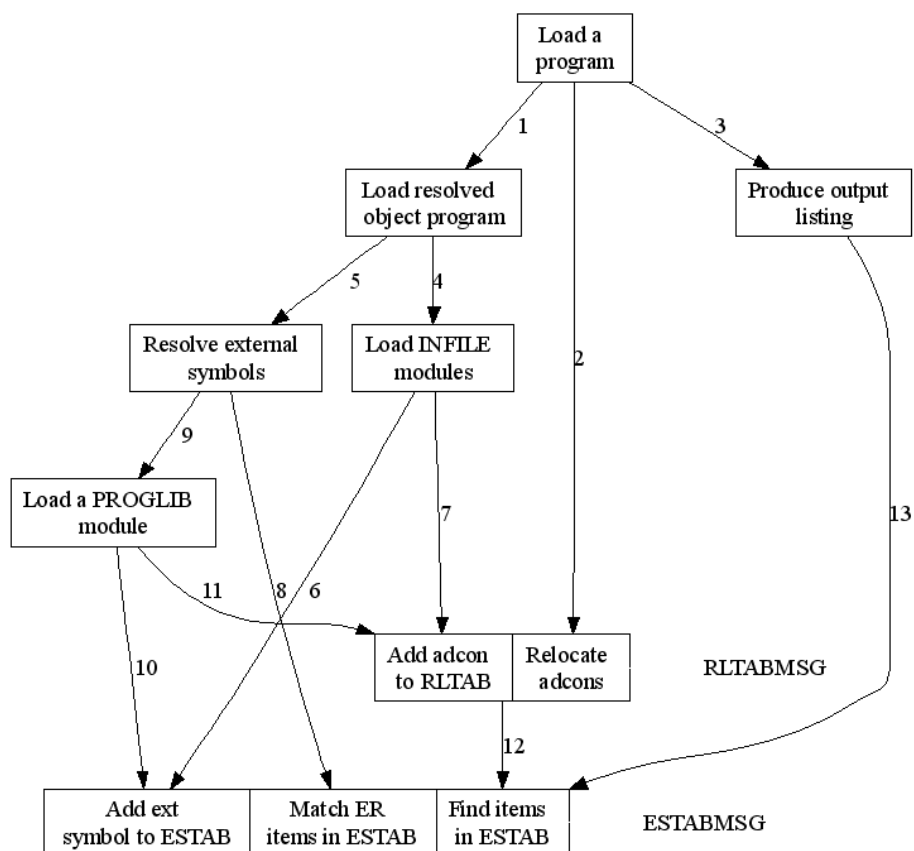 Load a
program
1
3
Load resolved
object program
Produce output
listing
5
4
Resolve external
symbols
Load INFILE
modules
2
9
Load a PROGLIB
module
7
13
11
8
6
Add adcon
to RLTAB
Relocate
adcons
RLTABMSG
10
12
Add ext
symbol to ESTAB
Match ER
items in ESTAB
Find items
in ESTAB
ESTABMSG